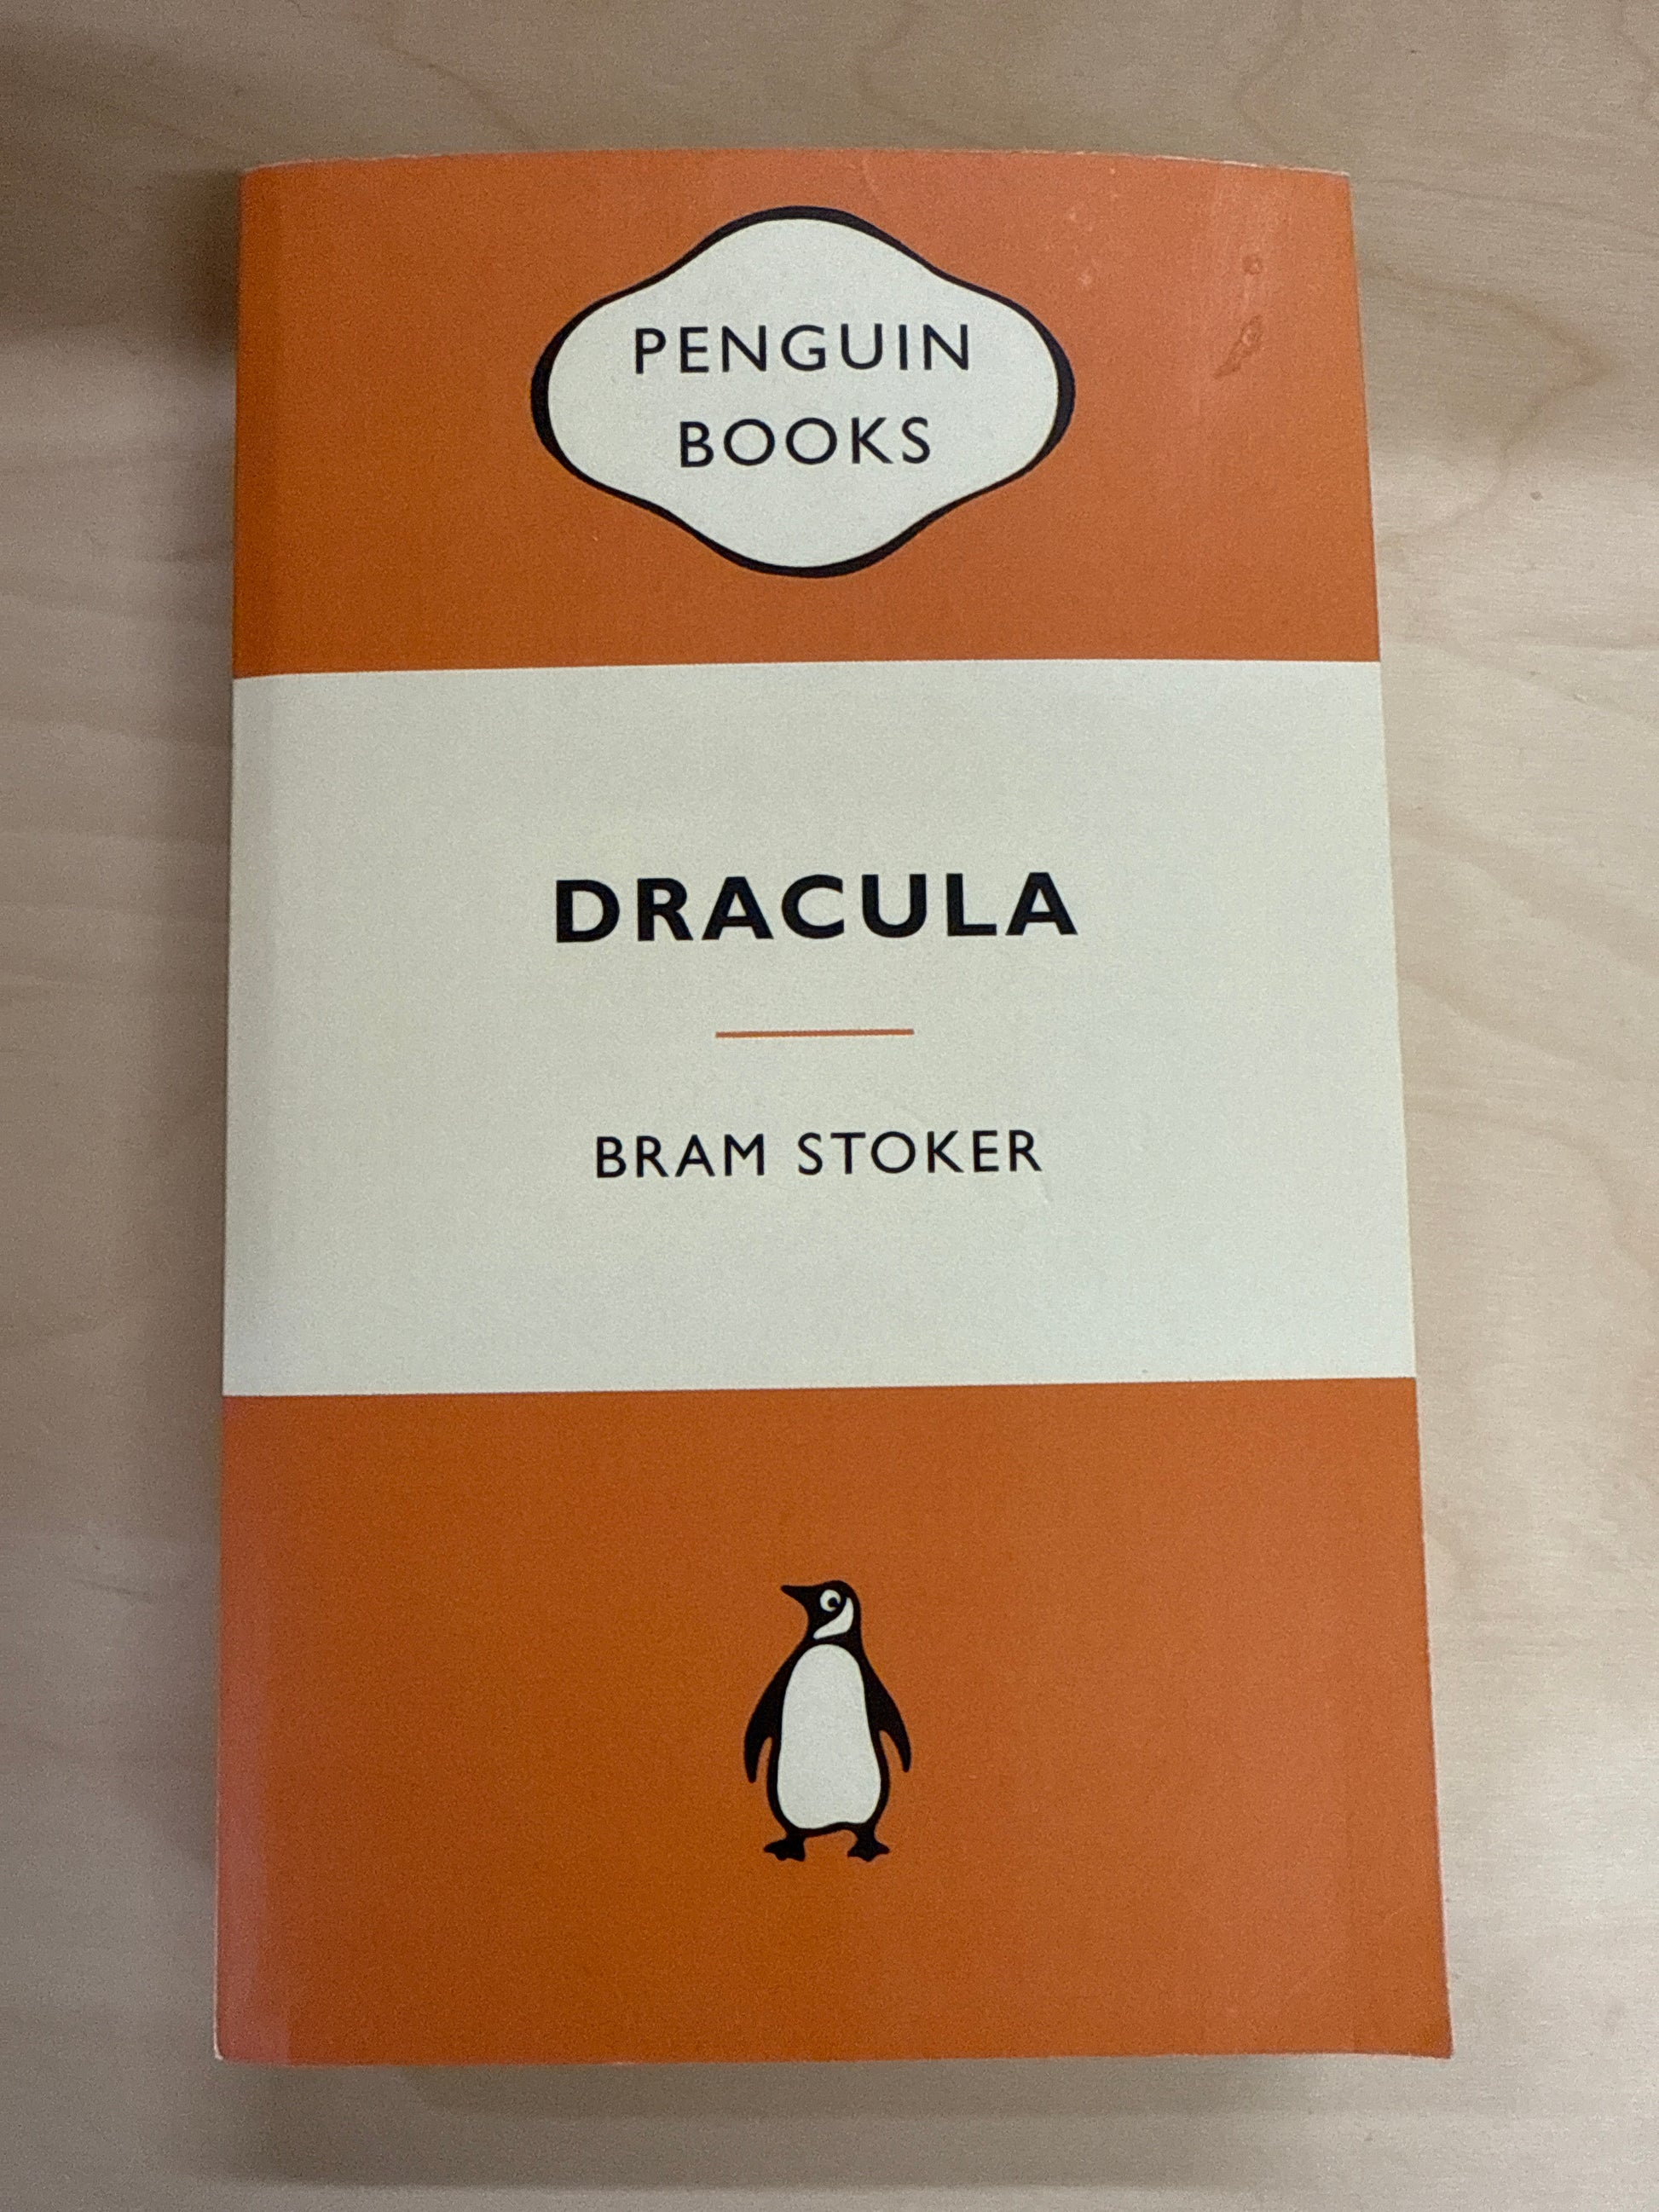 PENGUIN
BOOKS
DRACULA
BRAM STOKER